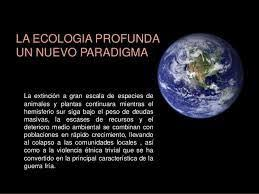 LA ECOLOGIA PROFUNDA
UN NUEVO PARADIGMA
La extinción a gran escala de especies de
animales y plantas continuara mientras el
hemisferio sur siga bajo el peso de deudas
masivas, la escases de recursos y el
deterioro medio ambiental se combinan con
poblaciones en rápido crecimiento, llevando
al colapso a las comunidades locales , así
como a la violencia étnica trivial que se ha
convertido en la principal característica de la
guerra fría.